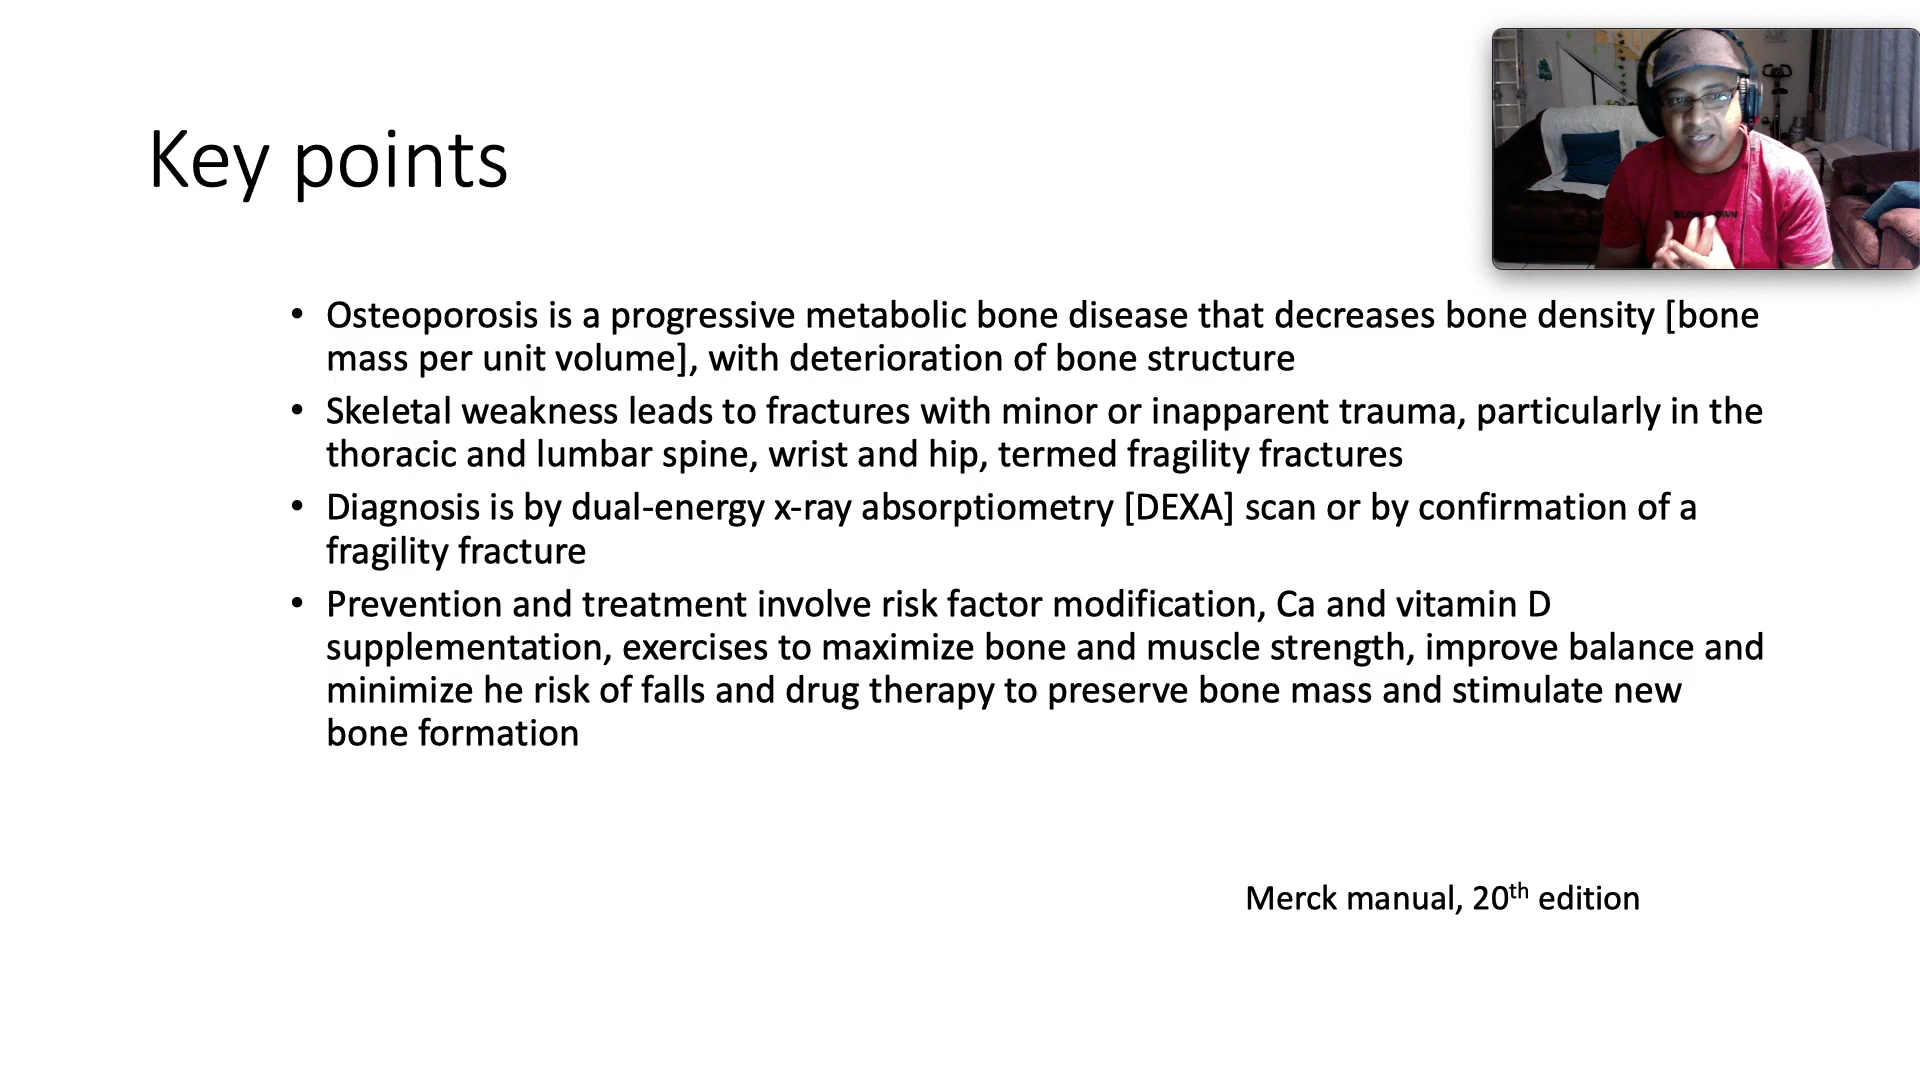 Key points
• Osteoporosis is a progressive metabolic bone disease that decreases bone density [bone
mass per unit volume], with deterioration of bone structure
• Skeletal weakness leads to fractures with minor or inapparent trauma, particularly in the
thoracic and lumbar spine, wrist and hip, termed fragility fractures
• Diagnosis is by dual-energy x-ray absorptiometry [DEXA] scan or by confirmation of a
fragility fracture
• Prevention and treatment involve risk factor modification, Ca and vitamin D
supplementation, exercises to maximize bone and muscle strength, improve balance and
minimize he risk of falls and drug therapy to preserve bone mass and stimulate new
bone formation
Merck manual, 20th edition